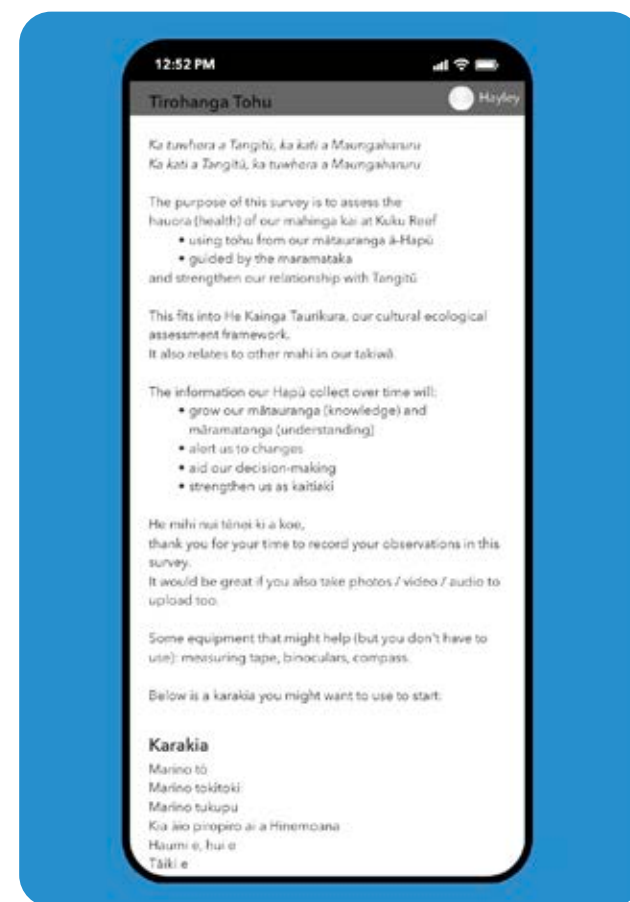 12:52 PM
Tirohanga Tohu
Hayley
Ka tuwhera a Tangitū, ka kati a Maungaharuru
Ka kati a Tangitū, ka tuwhera a Maungaharuru
The purpose of this survey is to assess the
hauora (health) of our mahinga kai at Kuku Reef
• using tohu from our mātauranga ā-Hapū
• guided by the maramataka
and strengthen our relationship with Tangitū
This fits into He Kainga Taurikura, our cultural ecological
assessment framework.
It also relates to other mahi in our takiwā.
The information our Hapū collect over time will:
• grow our mātauranga (knowledge) and
māramatanga (understanding)
• alert us to changes
• aid our decision-making
• strengthen us as kaitiaki
He mihi nui tēnei ki a koe,
thank you for your time to record your observations in this
survey.
It would be great if you also take photos / video / audio to
upload too.
Some equipment that might help (but you don't have to
use): measuring tape, binoculars, compass.
Below is a karakia you might want to use to start:
Karakia
Marino tō
Marino tokitoki
Marino tukupu
Kia āio piropiro ai a Hinemoana
Haumi e, hui e
Tāiki e